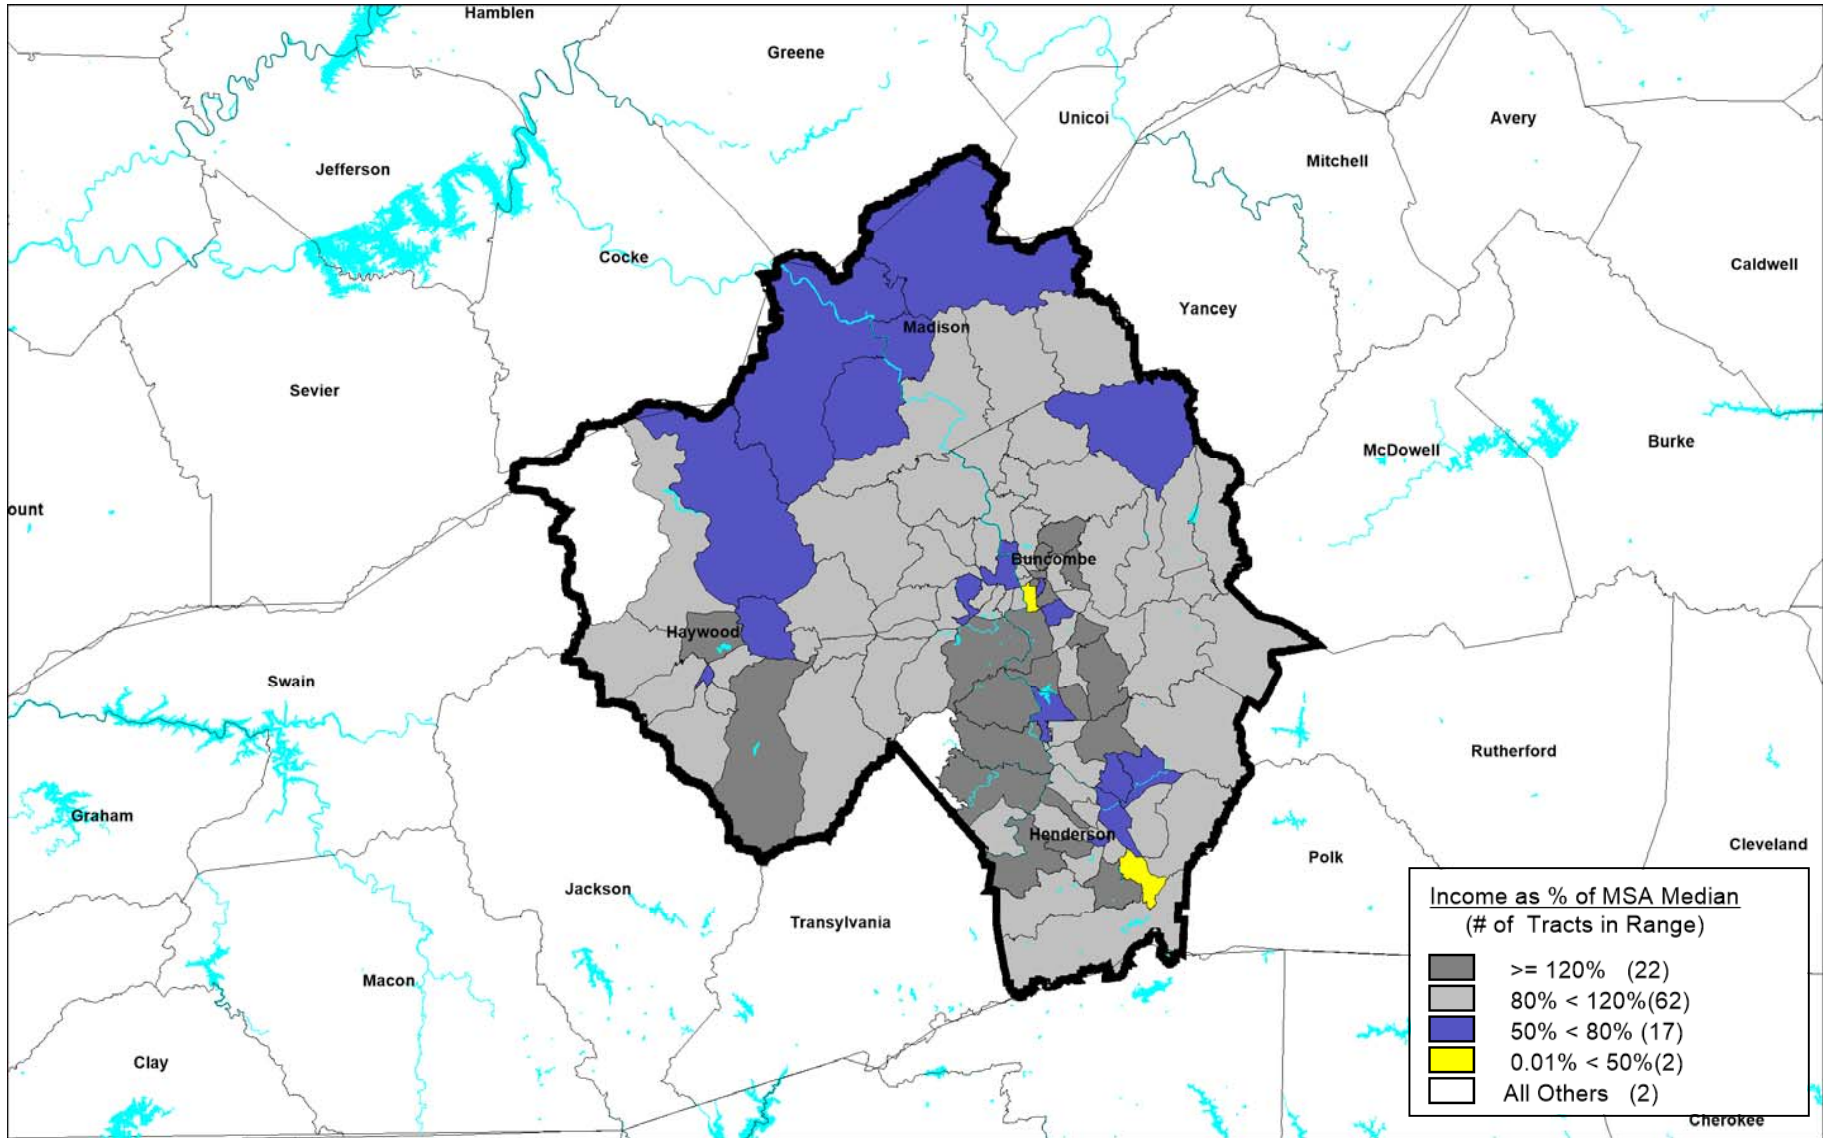 Hamblen
Greene
Unicoi
Avery
Mitchell
Jefferson
Cocke
Caldwell
Yancey
Madison
Sevier
Burke
McDowell
ount
Buncombe
Haywood
Swain
Rutherford
Graham
Henderson
Cleveland
Polk
Jackson
Transylvania
Macon
Clay
Income as % of MSA Median
(# of Tracts in Range)
>= 120% (22)
80% < 120%(62)
50% < 80% (17)
0.01% < 50%(2)
All Others (2)
Cherokee